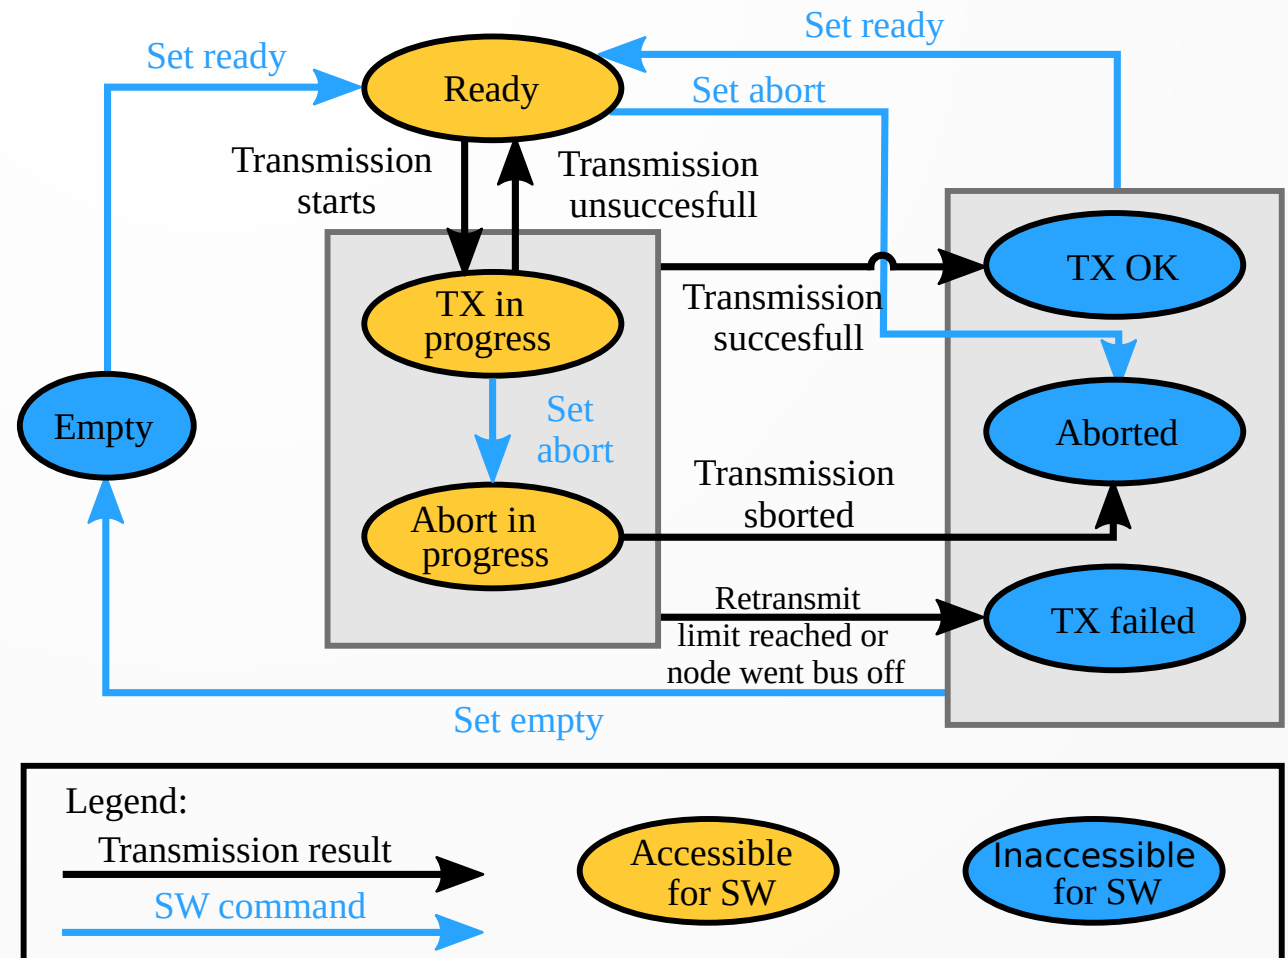 Set ready
Set ready
Ready
Set abort
Transmission
starts
Transmission
unsuccesfull
TX OK
TX in
progress
Transmission
succesfull
Set
abort
Empty
Aborted
Transmission
sborted
Abort in
progress
Retransmit
limit reached or
node went bus off
TX failed
Set empty
Legend:
Transmission result
SW command
Accessible
for SW
Inaccessible
for SW